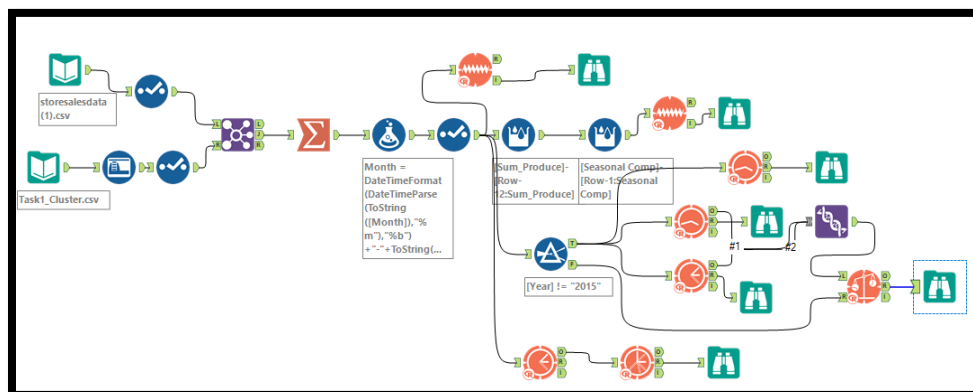 storesalesdata
(1).csv
Task1_Cluster.csv
L
R
L
J
R
Month =
DateTimeFormat
(DateTimeParse
(ToString
([Month]),"%
m"),"%b")
+"-"+ToString(...
R
I
[Sum_Produce]-
[Row-
12:Sum_Produce]
[Seasonal Comp]-
[Row-1:Seasonal
Comp]
R
I
O
R
I
[Year] != "2015"
T
F
O
R
I
#1
#2
O
R
I
L
R
O
R
I
O
R
I
O
R
I